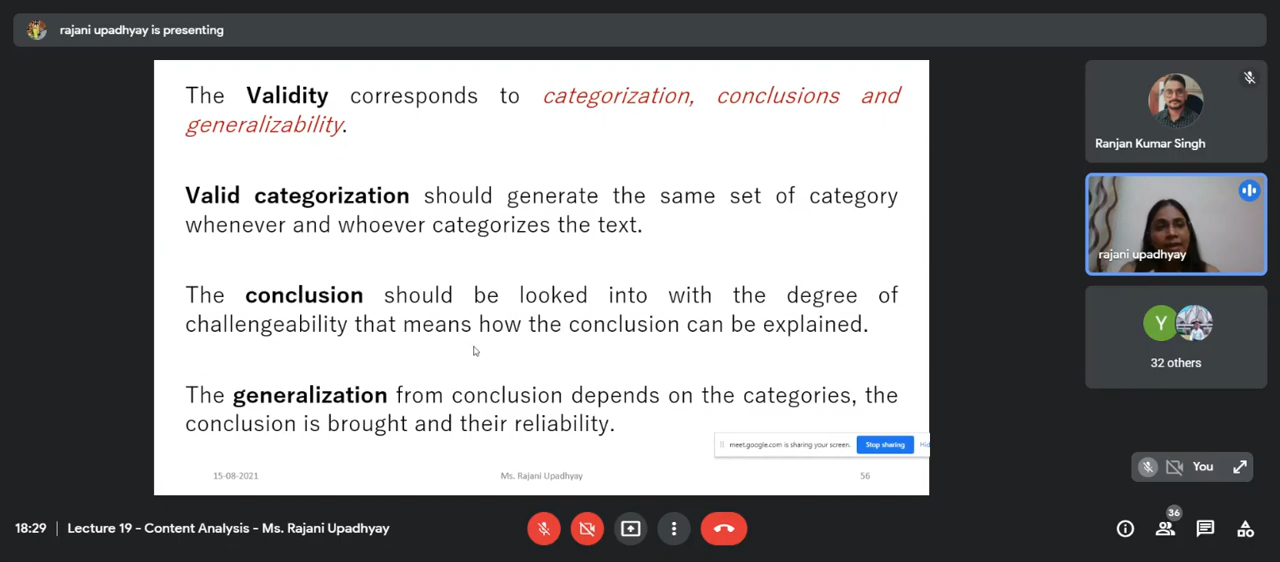 rajani upadhyay is presenting
The Validity corresponds to categorization, conclusions and
generalizability.
Valid categorization should generate the same set of category
whenever and whoever categorizes the text.
The conclusion should be looked into with the degree of
challengeability that means how the conclusion can be explained.
The generalization from conclusion depends on the categories, the
conclusion is brought and their reliability.
meet.google.com is sharing your screen.
Stop sharing
Hid
15-08-2021
Ms. Rajani Upadhyay
56
Ranjan Kumar Singh
rajani upadhyay
Y
32 others
You
18:29
Lecture 19 - Content Analysis - Ms. Rajani Upadhyay
36